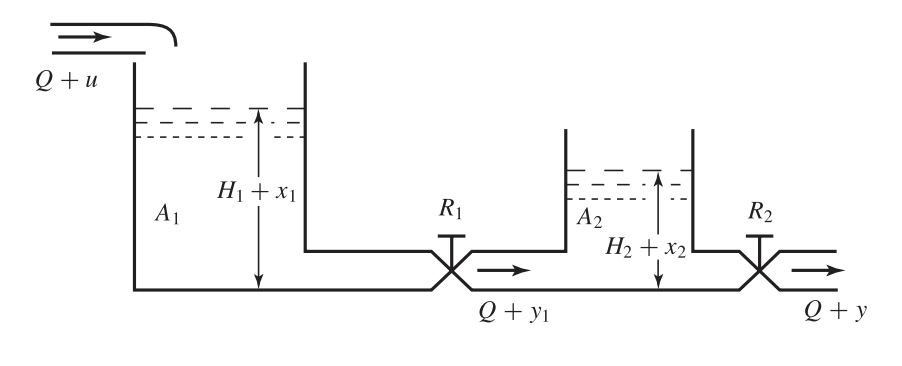 Q + u
H₁ + x₁
A₁
R₁
A₂
R₂
H₂ + x₂
Q + y₁
Q + y